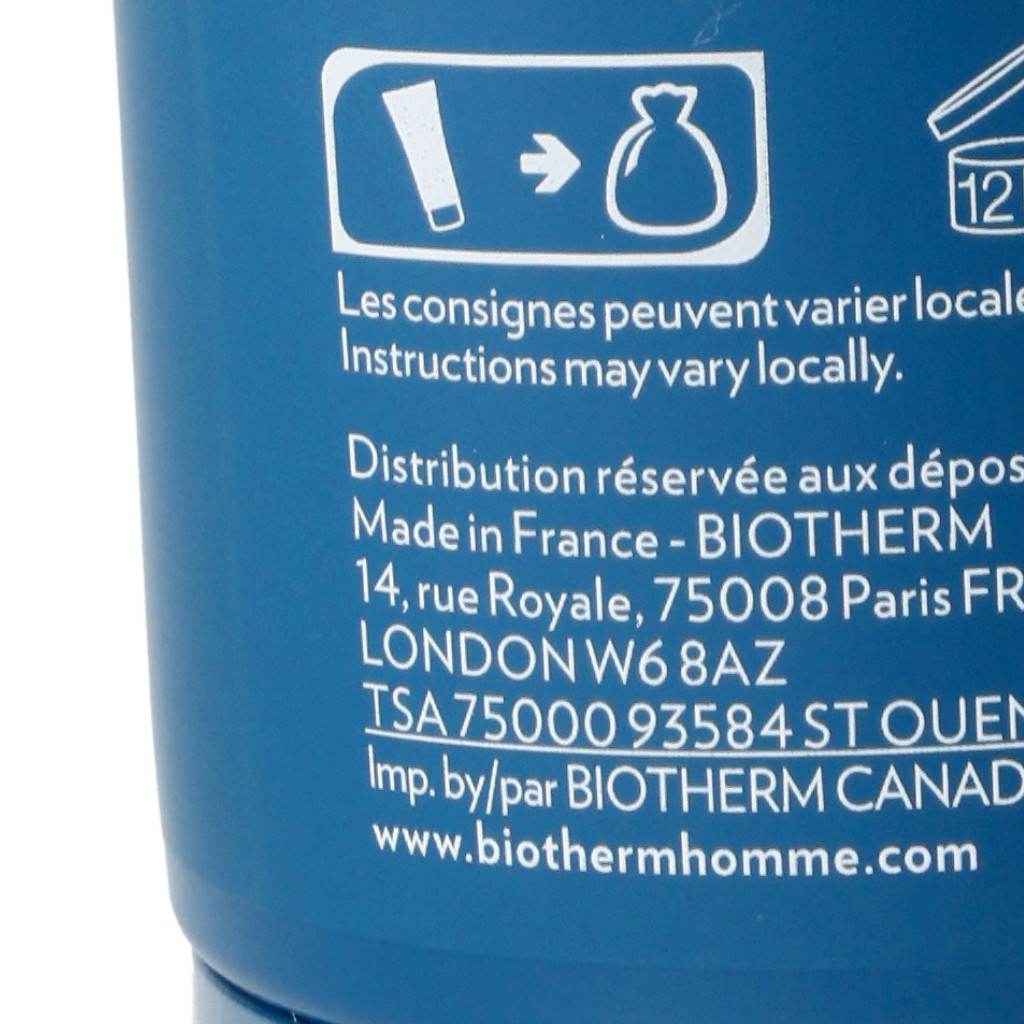 12
Les consignes peuvent varier locale
Instructions may vary locally.
Distribution réservée aux dépos
Made in France - BIOTHERM
14, rue Royale, 75008 Paris FR
LONDON W6 8AZ
TSA 75000 93584 ST OUEN
Imp. by/par BIOTHERM CANAD
www.biothermhomme.com